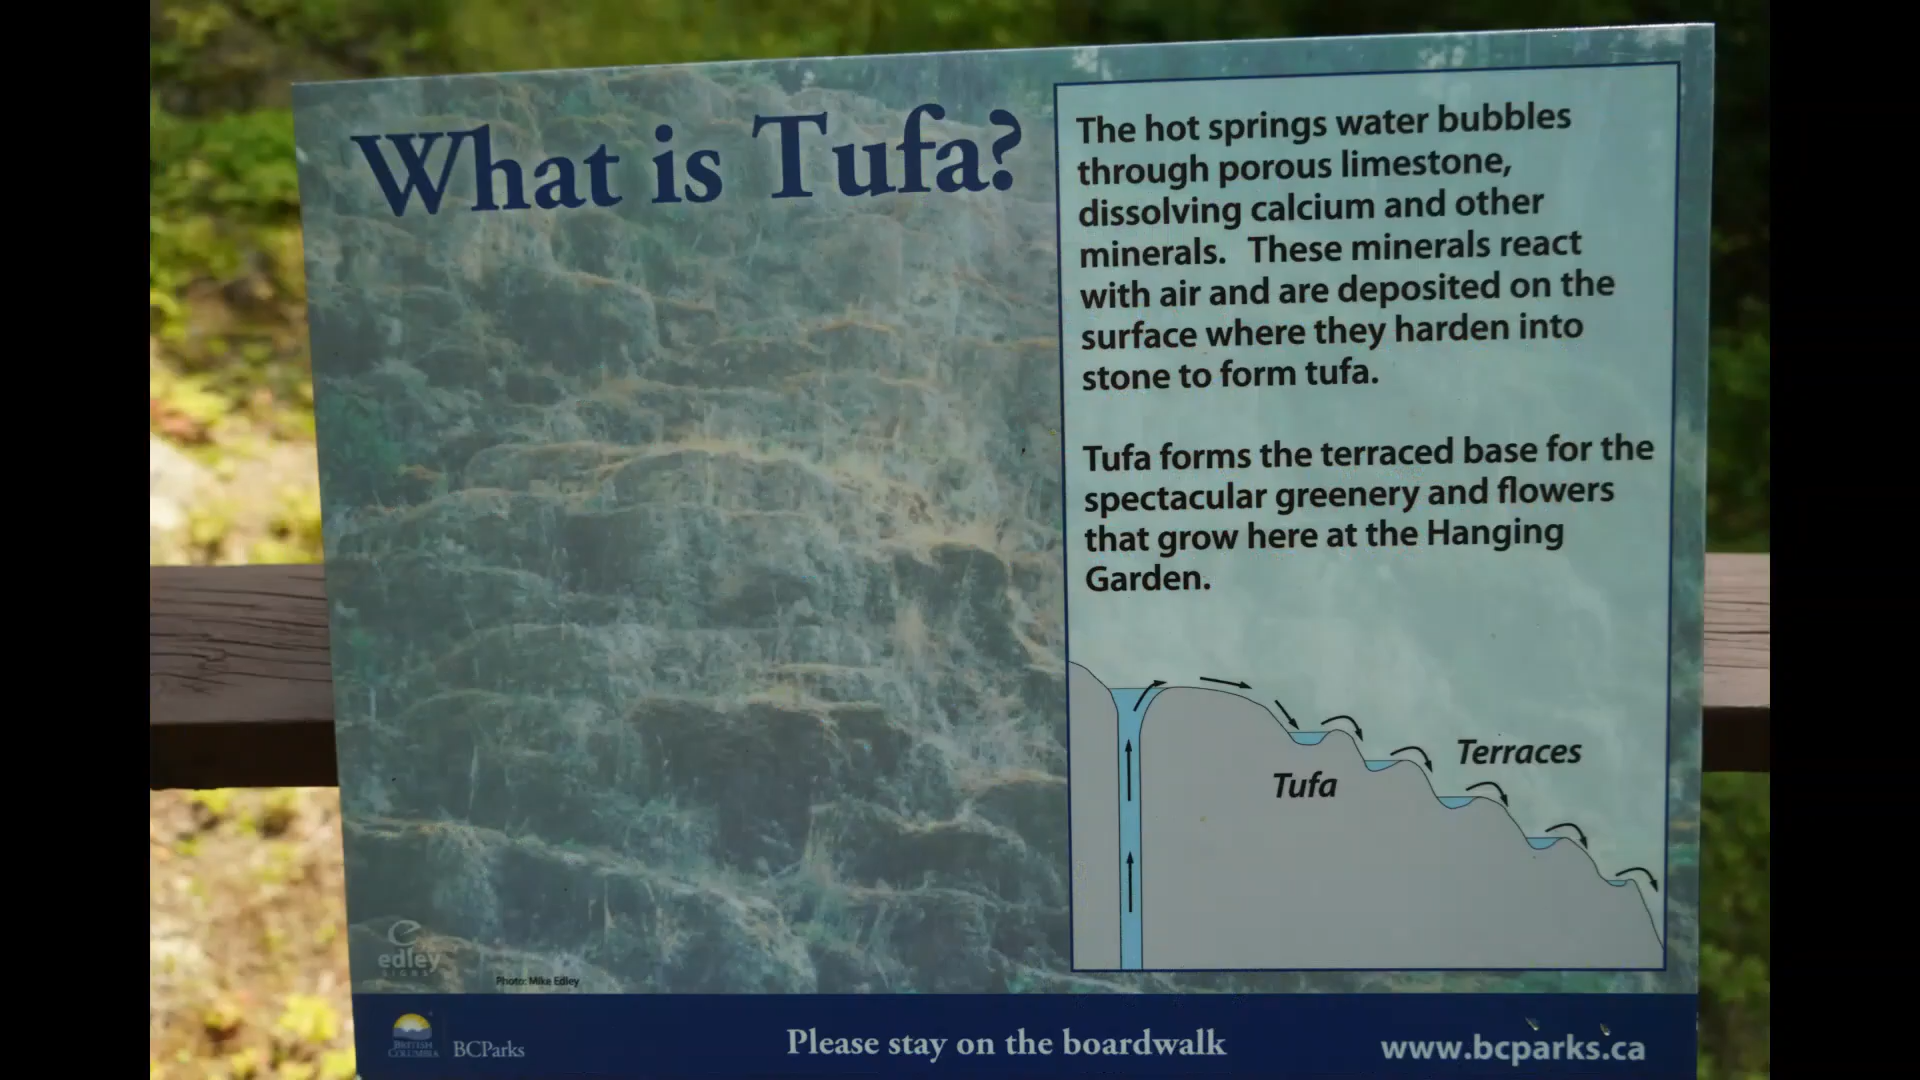 What is Tufa?
The hot springs water bubbles
through porous limestone,
dissolving calcium and other
minerals. These minerals react
with air and are deposited on the
surface where they harden into
stone to form tufa.
Tufa forms the terraced base for the
spectacular greenery and flowers
that grow here at the Hanging
Garden.
Terraces
Tufa
e
edley
SIGNS
Photo: Mike Edley
BRITISH
COLUMBIA
BCParks
Please stay on the boardwalk
www.bcparks.ca